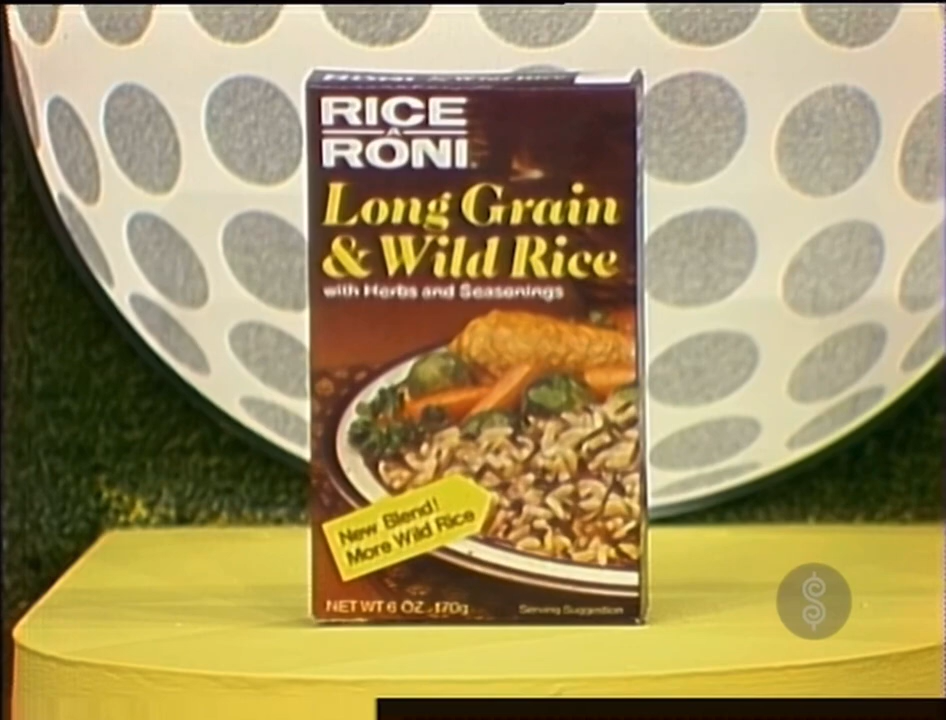 RICE
A
RONI®
Long Grain
& Wild Rice
with Herbs and Seasonings
New Blend!
More Wild Rice
NET WT 6 OZ. 170g
Serving Suggestion